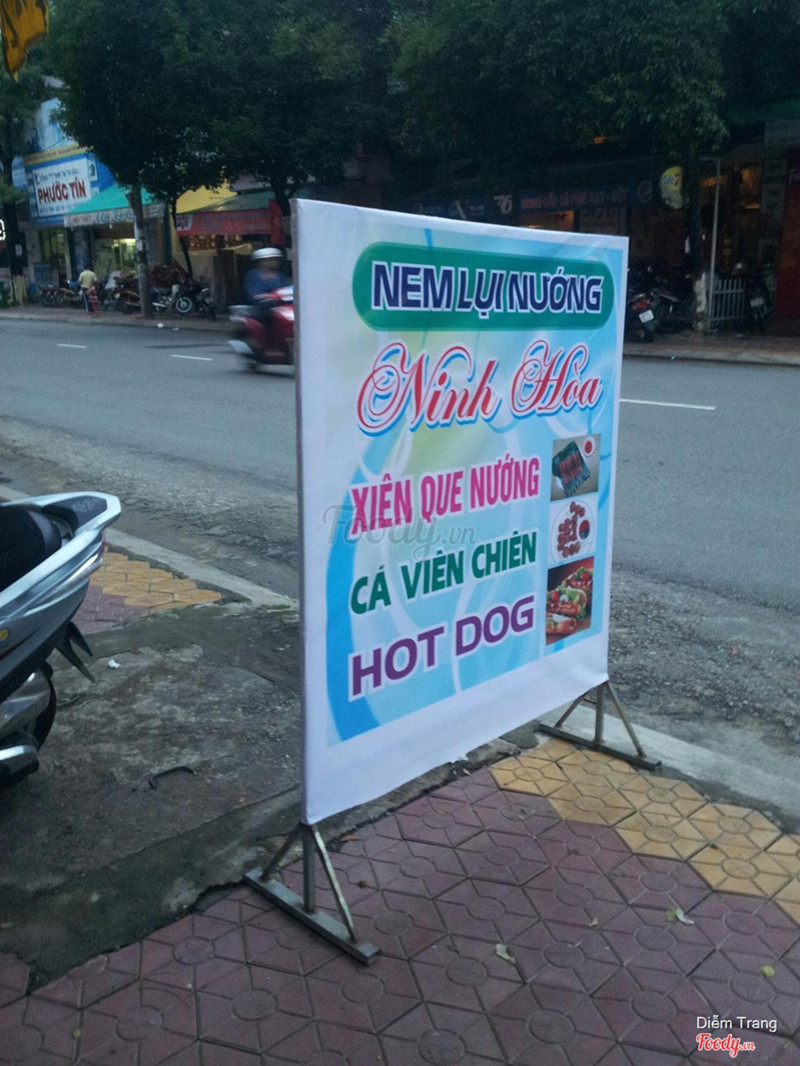 PHƯỚC TÍN
NEM LỤI NƯỚNG
Ninh Hòa
XIÊN QUE NƯỚNG
CÁ VIÊN CHIÊN
HOT DOG
Foody.vn
Diễm Trang
Foody.vn